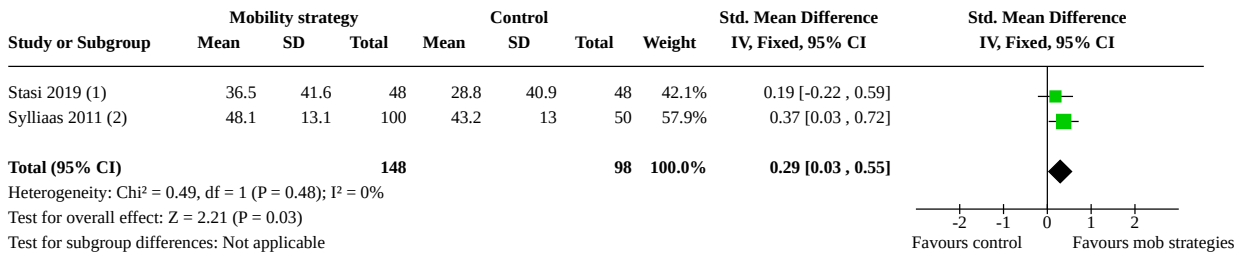 Mobility strategy Control Std. Mean Difference Std. Mean Difference
Study or Subgroup Mean SD Total Mean SD Total Weight IV, Fixed, 95% CI IV, Fixed, 95% CI
Stasi 2019 (1) 36.5 41.6 48 28.8 40.9 48 42.1% 0.19 [-0.22 , 0.59]
Sylliaas 2011 (2) 48.1 13.1 100 43.2 13 50 57.9% 0.37 [0.03 , 0.72]
Total (95% CI) 148 98 100.0% 0.29 [0.03 , 0.55]
Heterogeneity: Chi² = 0.49, df = 1 (P = 0.48); I² = 0%
Test for overall effect: Z = 2.21 (P = 0.03)
-2 -1 0 1 2
Test for subgroup differences: Not applicable Favours control Favours mob strategies